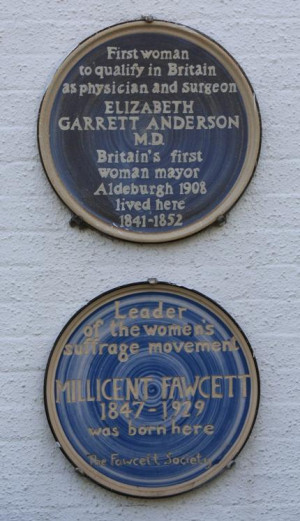 First woman
to qualify in Britain
as physician and surgeon
ELIZABETH
GARRETT ANDERSON
M.D.
Britain's first
woman mayor
Aldeburgh 1908
lived here
1841-1852
Leader
of the women's
suffrage movement
MILLICENT FAWCETT
1847-1929
was born here
The Fawcett Society